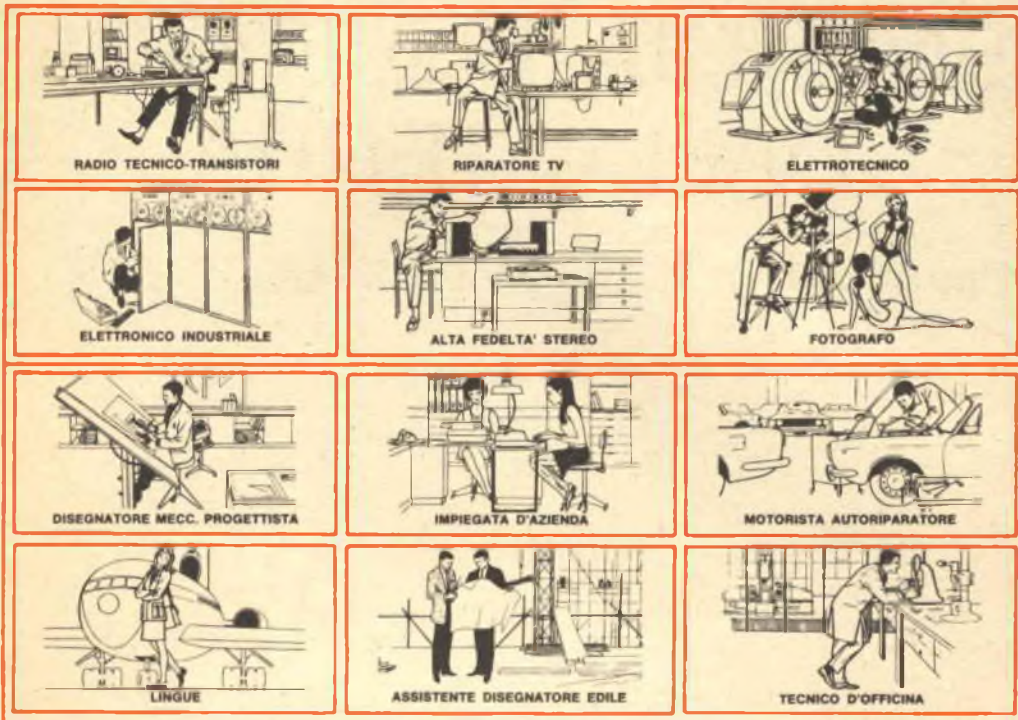 RADIO TECNICO-TRANSISTORI
RIPARATORE TV
ELETTROTECNICO
ELETTRONICO INDUSTRIALE
ALTA FEDELTA' STEREO
FOTOGRAFO
DISEGNATORE MECC. PROGETTISTA
IMPIEGATA D'AZIENDA
MOTORISTA AUTORIPARATORE
LINGUE
ASSISTENTE DISEGNATORE EDILE
TECNICO D'OFFICINA